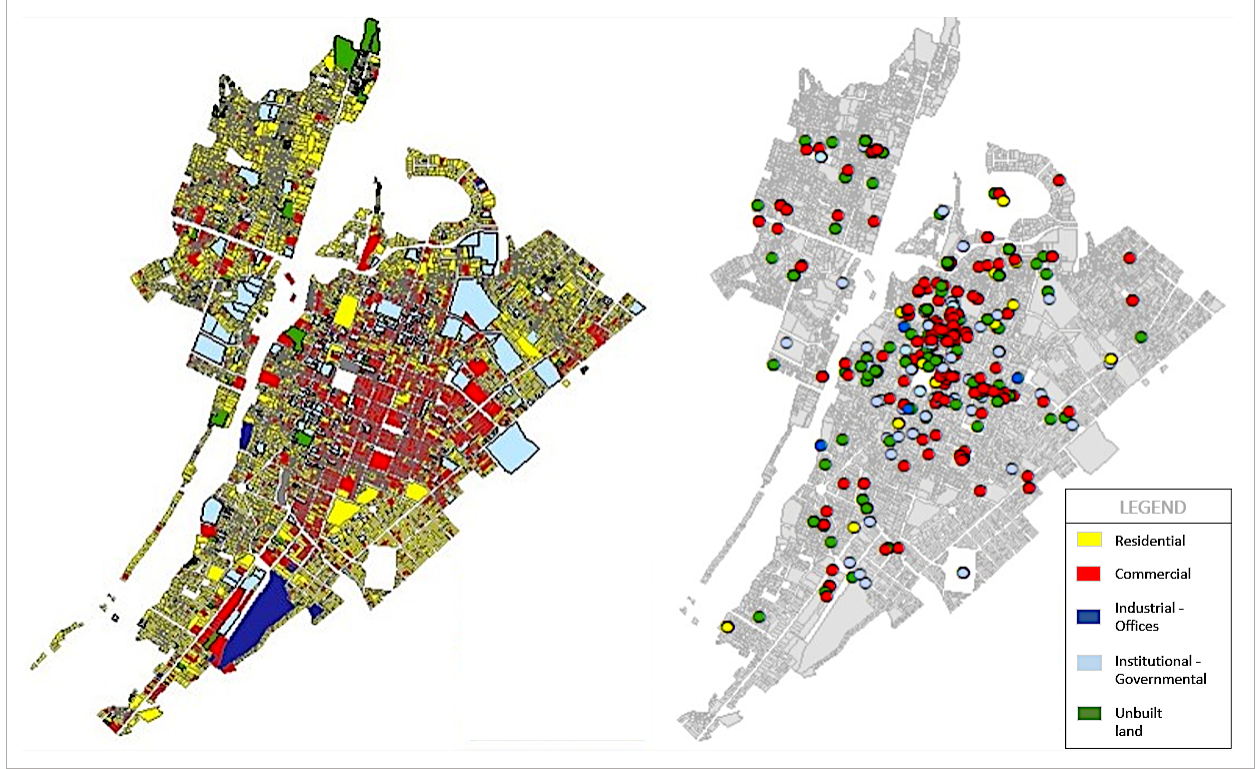 LEGEND
Residential
Commercial
Industrial -
Offices
Institutional -
Governmental
Unbuilt
land